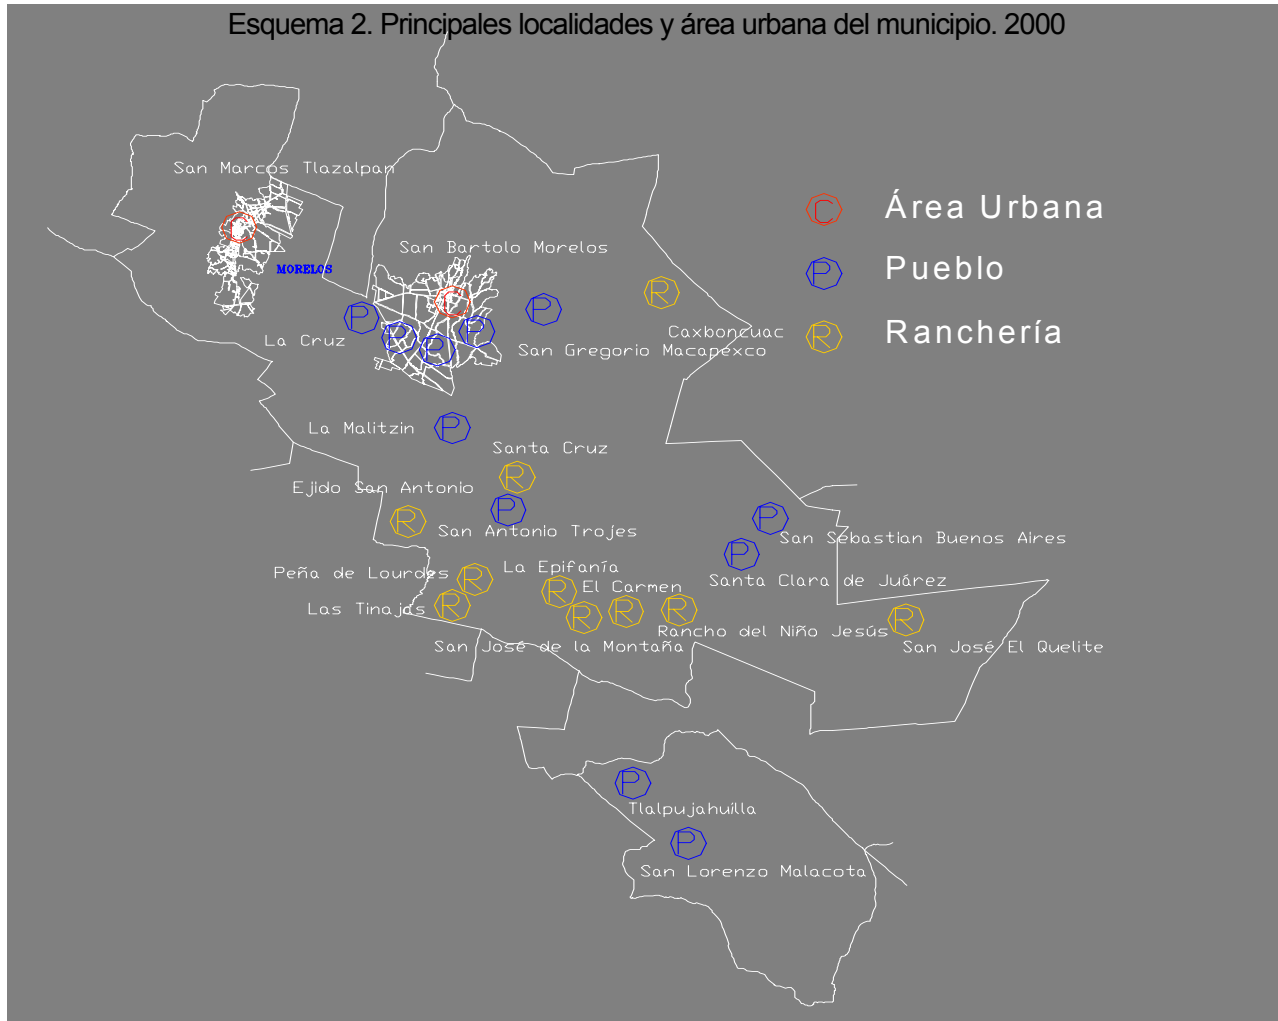 Esquema 2. Principales localidades y área urbana del municipio. 2000
San Marcos Tlazalpan
C
Área Urbana
C
San Bartolo Morelos
P
Pueblo
MORELOS
R
C
P
P
P
P
P
R
Ranchería
Caxboncuac
La Cruz
San Gregorio Macapexco
La Malitzin
P
Santa Cruz
R
Ejido San Antonio
P
R
San Antonio Trojes
P
San Sebastian Buenos Aires
P
La Epifanía
Peña de Lourdes
R
El Carmen
Santa Clara de Juárez
R
Las Tinajas
R
R
R
R
R
Rancho del Niño Jesús
San José de la Montaña
San José El Quelite
P
Tlalpujahuilla
P
San Lorenzo Malacota